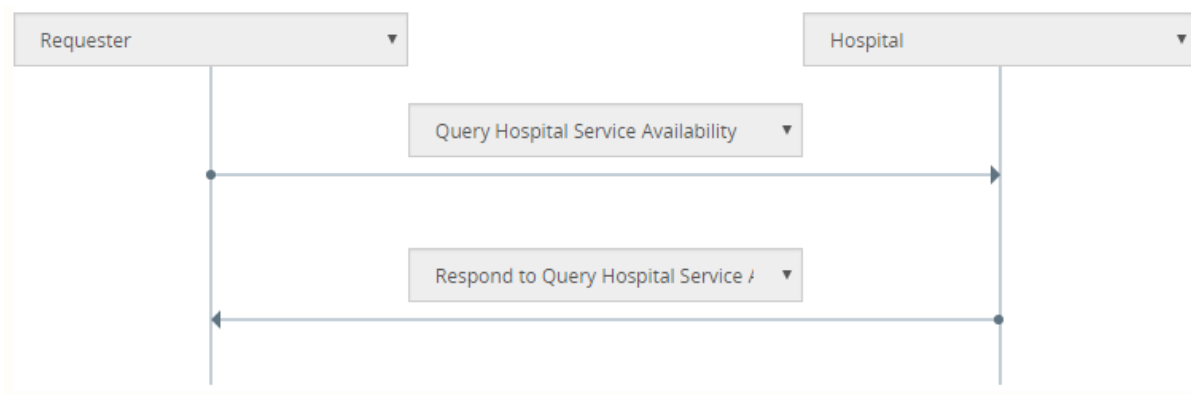 Requester
Hospital
Query Hospital Service Availability
Respond to Query Hospital Service